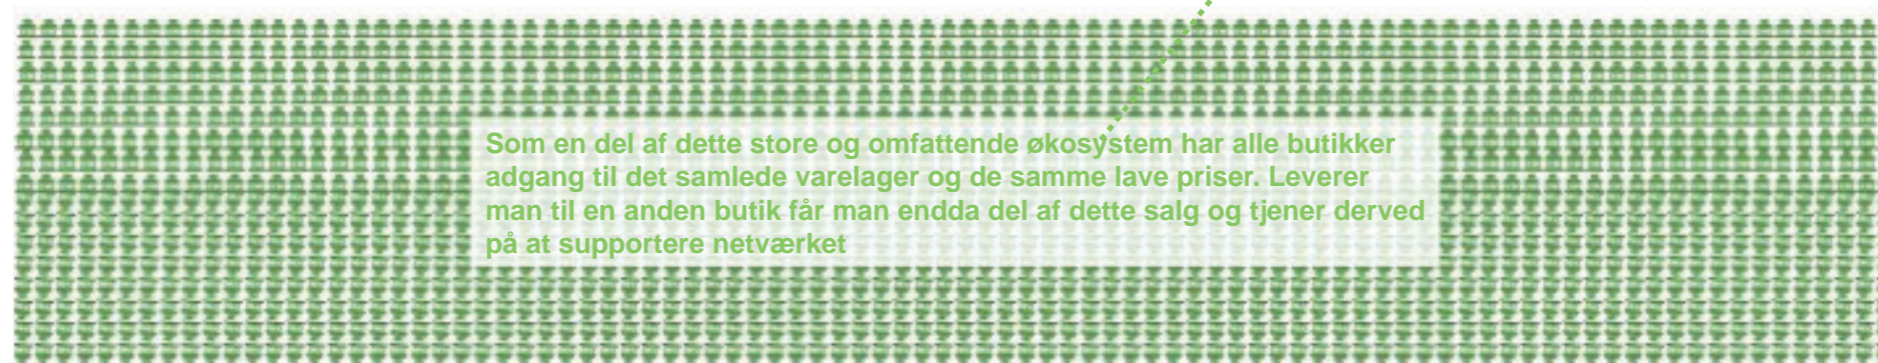 Som en del af dette store og omfattende økosystem har alle butikker
adgang til det samlede varelager og de samme lave priser. Leverer
man til en anden butik får man endda del af dette salg og tjener derved
på at supportere netværket